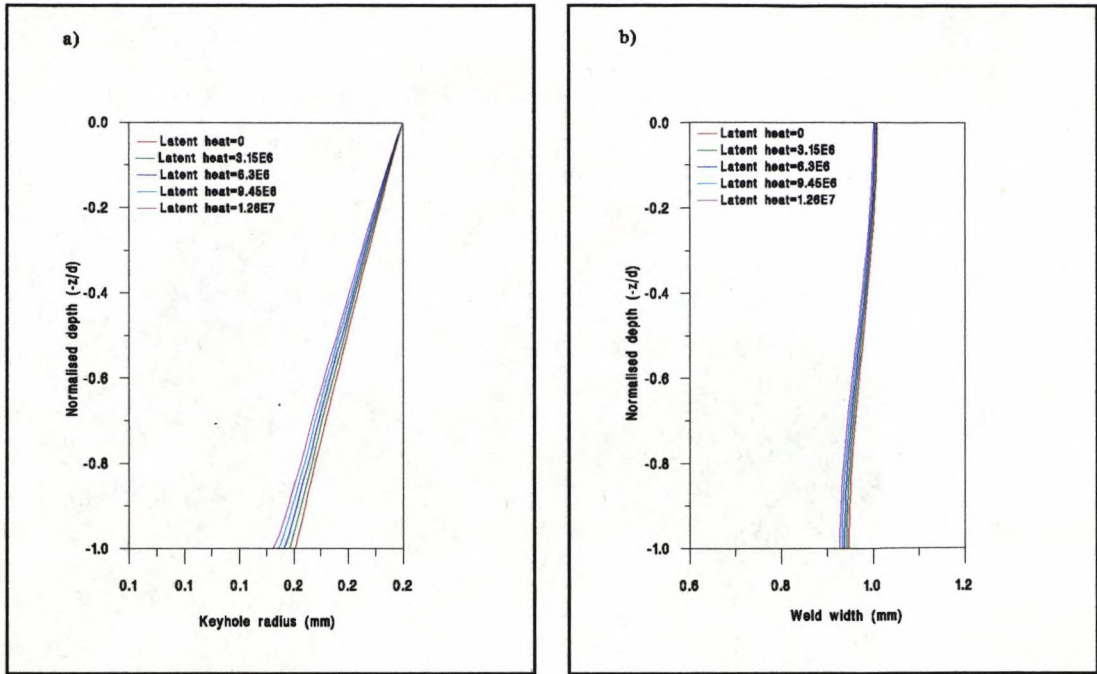 a)
0.0
-0.2
-0.4
-0.6
-0.8
-1.0
Normalised depth (-z/d)
Latent heat=0
Latent heat=3.15E6
Latent heat=6.3E6
Latent heat=9.45E6
Latent heat=1.26E7
0.1 0.1 0.1 0.2 0.2 0.2
Keyhole radius (mm)
b)
0.0
-0.2
-0.4
-0.6
-0.8
-1.0
Normalised depth (-z/d)
Latent heat=0
Latent heat=3.15E6
Latent heat=6.3E6
Latent heat=9.45E6
Latent heat=1.26E7
0.6 0.8 1.0 1.2
Weld width (mm)